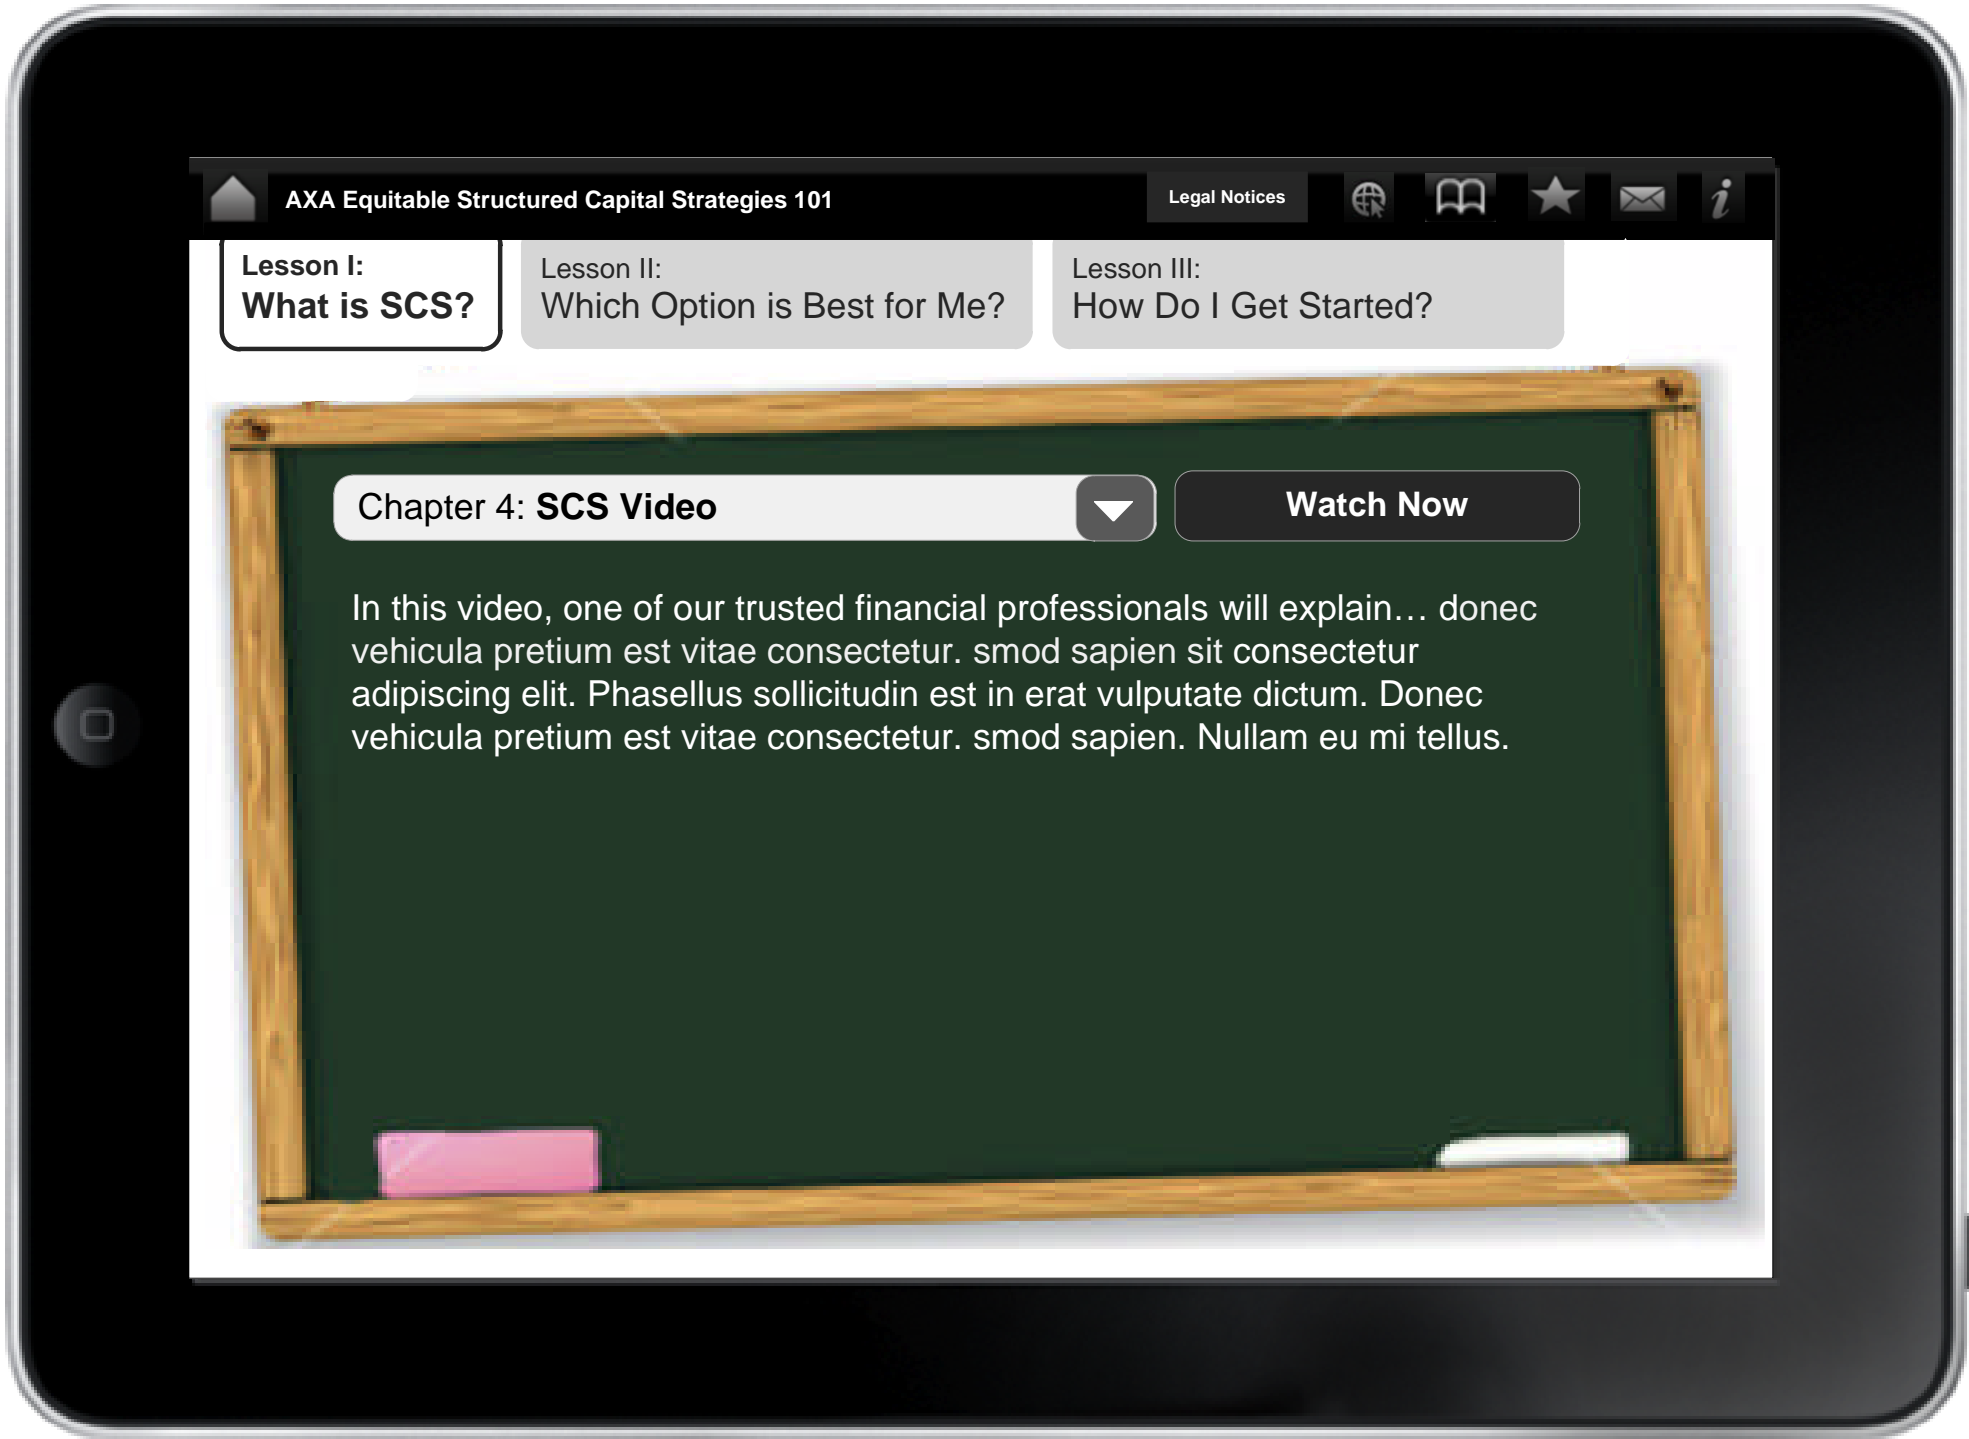 AXA Equitable Structured Capital Strategies 101
Legal Notices
Lesson I:
What is SCS?
Lesson II:
Which Option is Best for Me?
Lesson III:
How Do I Get Started?
Chapter 4: SCS Video
Watch Now
In this video, one of our trusted financial professionals will explain… donec
vehicula pretium est vitae consectetur. smod sapien sit consectetur
adipiscing elit. Phasellus sollicitudin est in erat vulputate dictum. Donec
vehicula pretium est vitae consectetur. smod sapien. Nullam eu mi tellus.